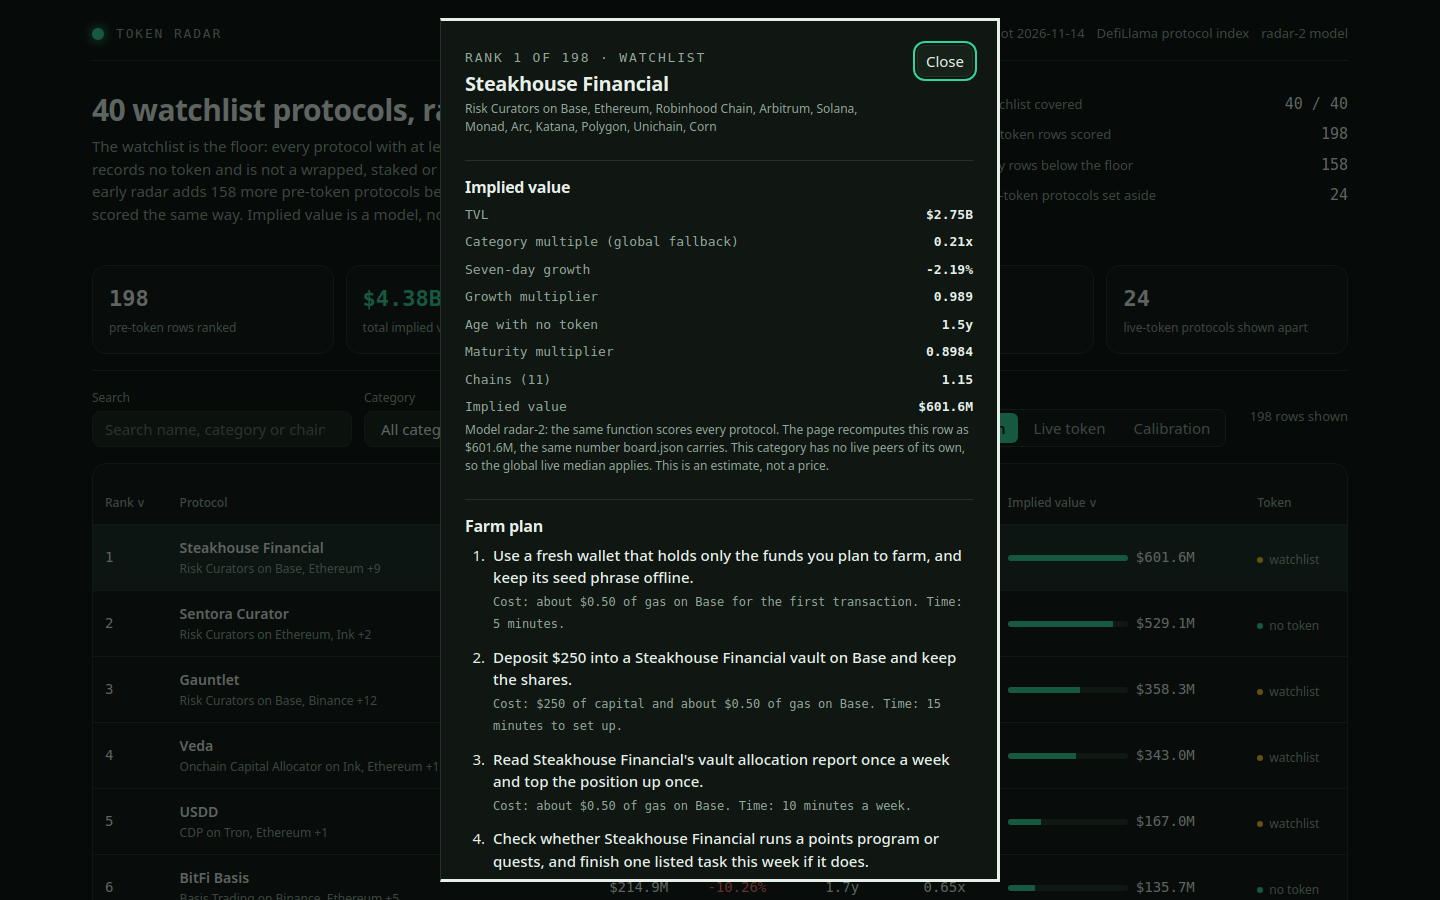 TOKEN RADAR
ot 2026-11-14 DefiLlama protocol index radar-2 model
40 watchlist protocols, ra
The watchlist is the floor: every protocol with at le
records no token and is not a wrapped, staked or
early radar adds 158 more pre-token protocols be
scored the same way. Implied value is a model, no
chlist covered 40 / 40
token rows scored 198
y rows below the floor 158
-token protocols set aside 24
198
pre-token rows ranked
$4.38B
total implied v
24
live-token protocols shown apart
Search
Search name, category or chain
Category
All categ
Live token
Calibration
198 rows shown
Rank v Protocol Implied value v Token
1 Steakhouse Financial $601.6M watchlist
Risk Curators on Base, Ethereum +9
2 Sentora Curator $529.1M no token
Risk Curators on Ethereum, Ink +2
3 Gauntlet $358.3M watchlist
Risk Curators on Base, Binance +12
4 Veda $343.0M watchlist
Onchain Capital Allocator on Ink, Ethereum +1
5 USDD $167.0M watchlist
CDP on Tron, Ethereum +1
6 BitFi Basis $214.9M -10.26% 1.7y 0.65x $135.7M no token
Basis Trading on Binance, Ethereum +5
RANK 1 OF 198 · WATCHLIST
Close
Steakhouse Financial
Risk Curators on Base, Ethereum, Robinhood Chain, Arbitrum, Solana,
Monad, Arc, Katana, Polygon, Unichain, Corn
Implied value
TVL $2.75B
Category multiple (global fallback) 0.21x
Seven-day growth -2.19%
Growth multiplier 0.989
Age with no token 1.5y
Maturity multiplier 0.8984
Chains (11) 1.15
Implied value $601.6M
Model radar-2: the same function scores every protocol. The page recomputes this row as
$601.6M, the same number board.json carries. This category has no live peers of its own,
so the global live median applies. This is an estimate, not a price.
Farm plan
1. Use a fresh wallet that holds only the funds you plan to farm, and
keep its seed phrase offline.
Cost: about $0.50 of gas on Base for the first transaction. Time:
5 minutes.
2. Deposit $250 into a Steakhouse Financial vault on Base and keep
the shares.
Cost: $250 of capital and about $0.50 of gas on Base. Time: 15
minutes to set up.
3. Read Steakhouse Financial's vault allocation report once a week
and top the position up once.
Cost: about $0.50 of gas on Base. Time: 10 minutes a week.
4. Check whether Steakhouse Financial runs a points program or
quests, and finish one listed task this week if it does.